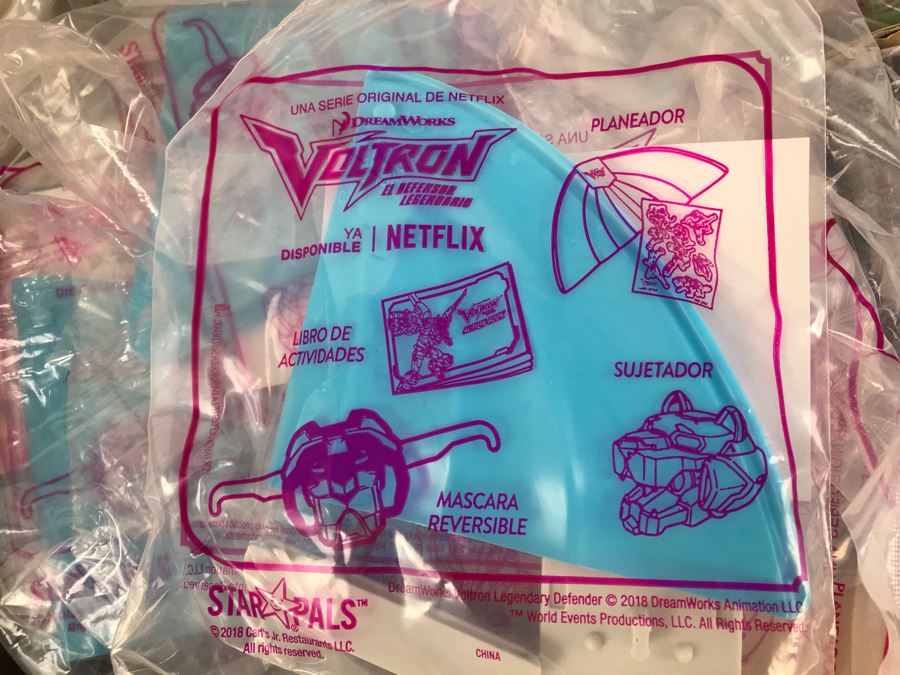 UNA SERIE ORIGINAL DE NETFLIX
DREAMWORKS
VOLTRON
EL DEFENSOR
LEGENDARIO
YA
DISPONIBLE | NETFLIX
PLANEADOR
LIBRO DE
ACTIVIDADES
VOLTRON
SUJETADOR
MASCARA
REVERSIBLE
STAR PALS™
© 2018 Carl's Jr. Restaurants LLC.
All rights reserved.
DreamWorks Voltron Legendary Defender © 2018 DreamWorks Animation LLC.
™ World Events Productions, LLC. All Rights Reserved.
CHINA